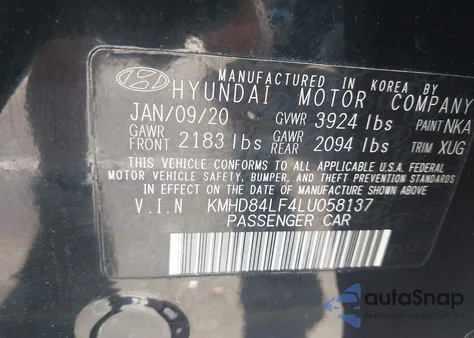 MANUFACTURED IN KOREA BY
HYUNDAI MOTOR COMPANY
JAN/09/20 GVWR 3924 lbs PAINT NKA
GAWR FRONT 2183 lbs GAWR REAR 2094 lbs TRIM XUG
THIS VEHICLE CONFORMS TO ALL APPLICABLE U.S.A. FEDERAL
MOTOR VEHICLE SAFETY, BUMPER, AND THEFT PREVENTION STANDARDS
IN EFFECT ON THE DATE OF MANUFACTURE SHOWN ABOVE
V.I.N KMHD84LF4LU058137
PASSENGER CAR
autoSnap